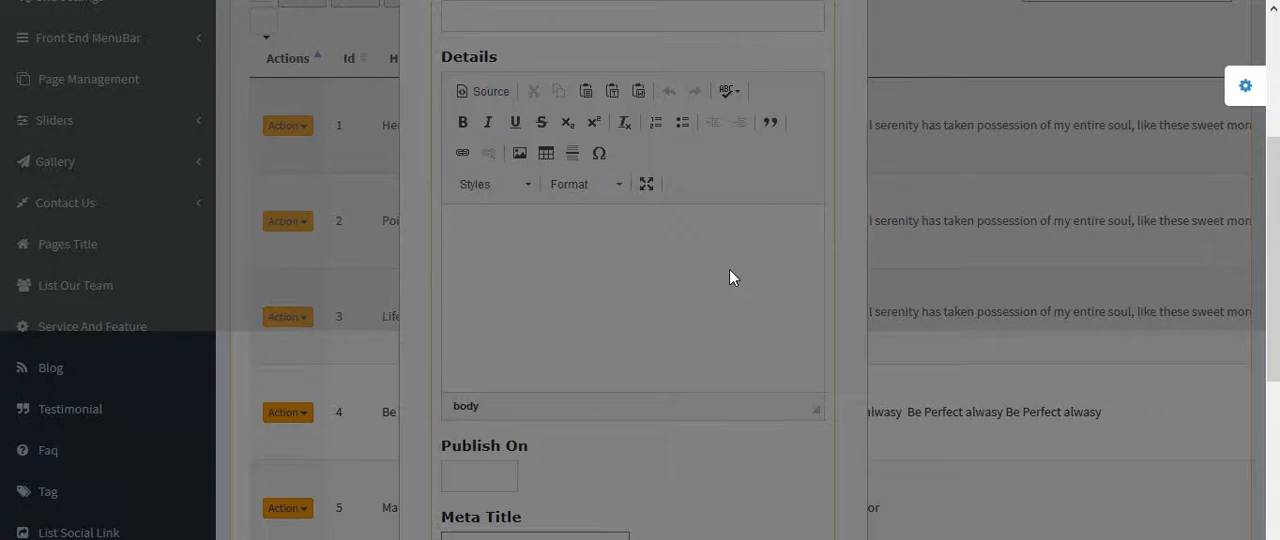 Front End MenuBar
Page Management
Sliders
Gallery
Contact Us
Pages Title
List Our Team
Service And Feature
Blog
Testimonial
Faq
Tag
List Social Link
Actions Id H
Action 1 He
Action 2 Poi
Action 3 Life
Action 4 Be
Action 5 Ma
Details
Source
ABC
B I U S x₂ x² Tx
Ω
Styles Format
body
Publish On
Meta Title
l serenity has taken possession of my entire soul, like these sweet mor
l serenity has taken possession of my entire soul, like these sweet mor
l serenity has taken possession of my entire soul, like these sweet mor
alwasy Be Perfect alwasy Be Perfect alwasy
or